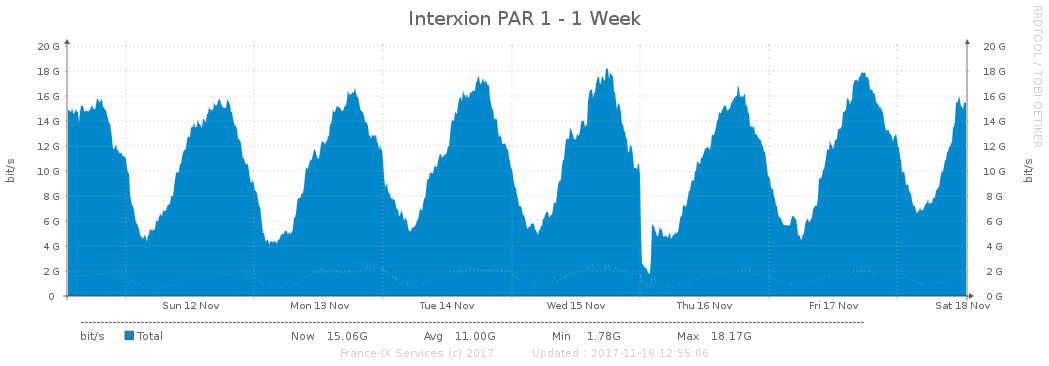 Interxion PAR 1 - 1 Week
RRDTOOL / TOBI OETIKER
bit/s
20 G 20 G
18 G 18 G
16 G 16 G
14 G 14 G
12 G 12 G
10 G 10 G
8 G 8 G
6 G 6 G
4 G 4 G
2 G 2 G
0 0 G
bit/s
Sun 12 Nov Mon 13 Nov Tue 14 Nov Wed 15 Nov Thu 16 Nov Fri 17 Nov Sat 18 Nov
bit/s Total Now 15.06G Avg 11.00G Min 1.78G Max 18.17G
France-IX Services (c) 2017 Updated : 2017-11-18 12:55:06